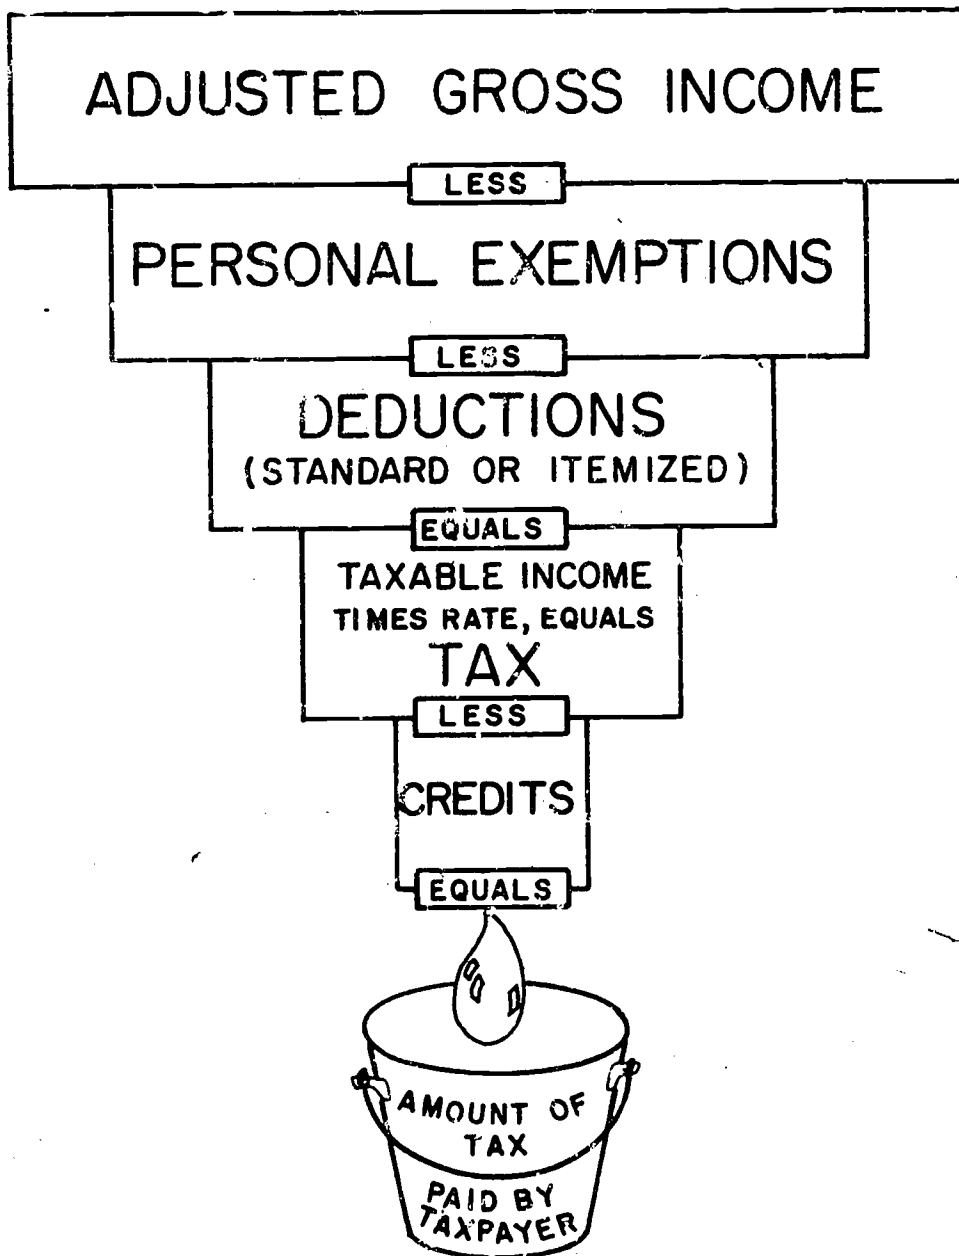 ADJUSTED GROSS INCOME
LESS
PERSONAL EXEMPTIONS
LESS
DEDUCTIONS
(STANDARD OR ITEMIZED)
EQUALS
TAXABLE INCOME
TIMES RATE, EQUALS
TAX
LESS
CREDITS
EQUALS
AMOUNT OF
TAX
PAID BY
TAXPAYER